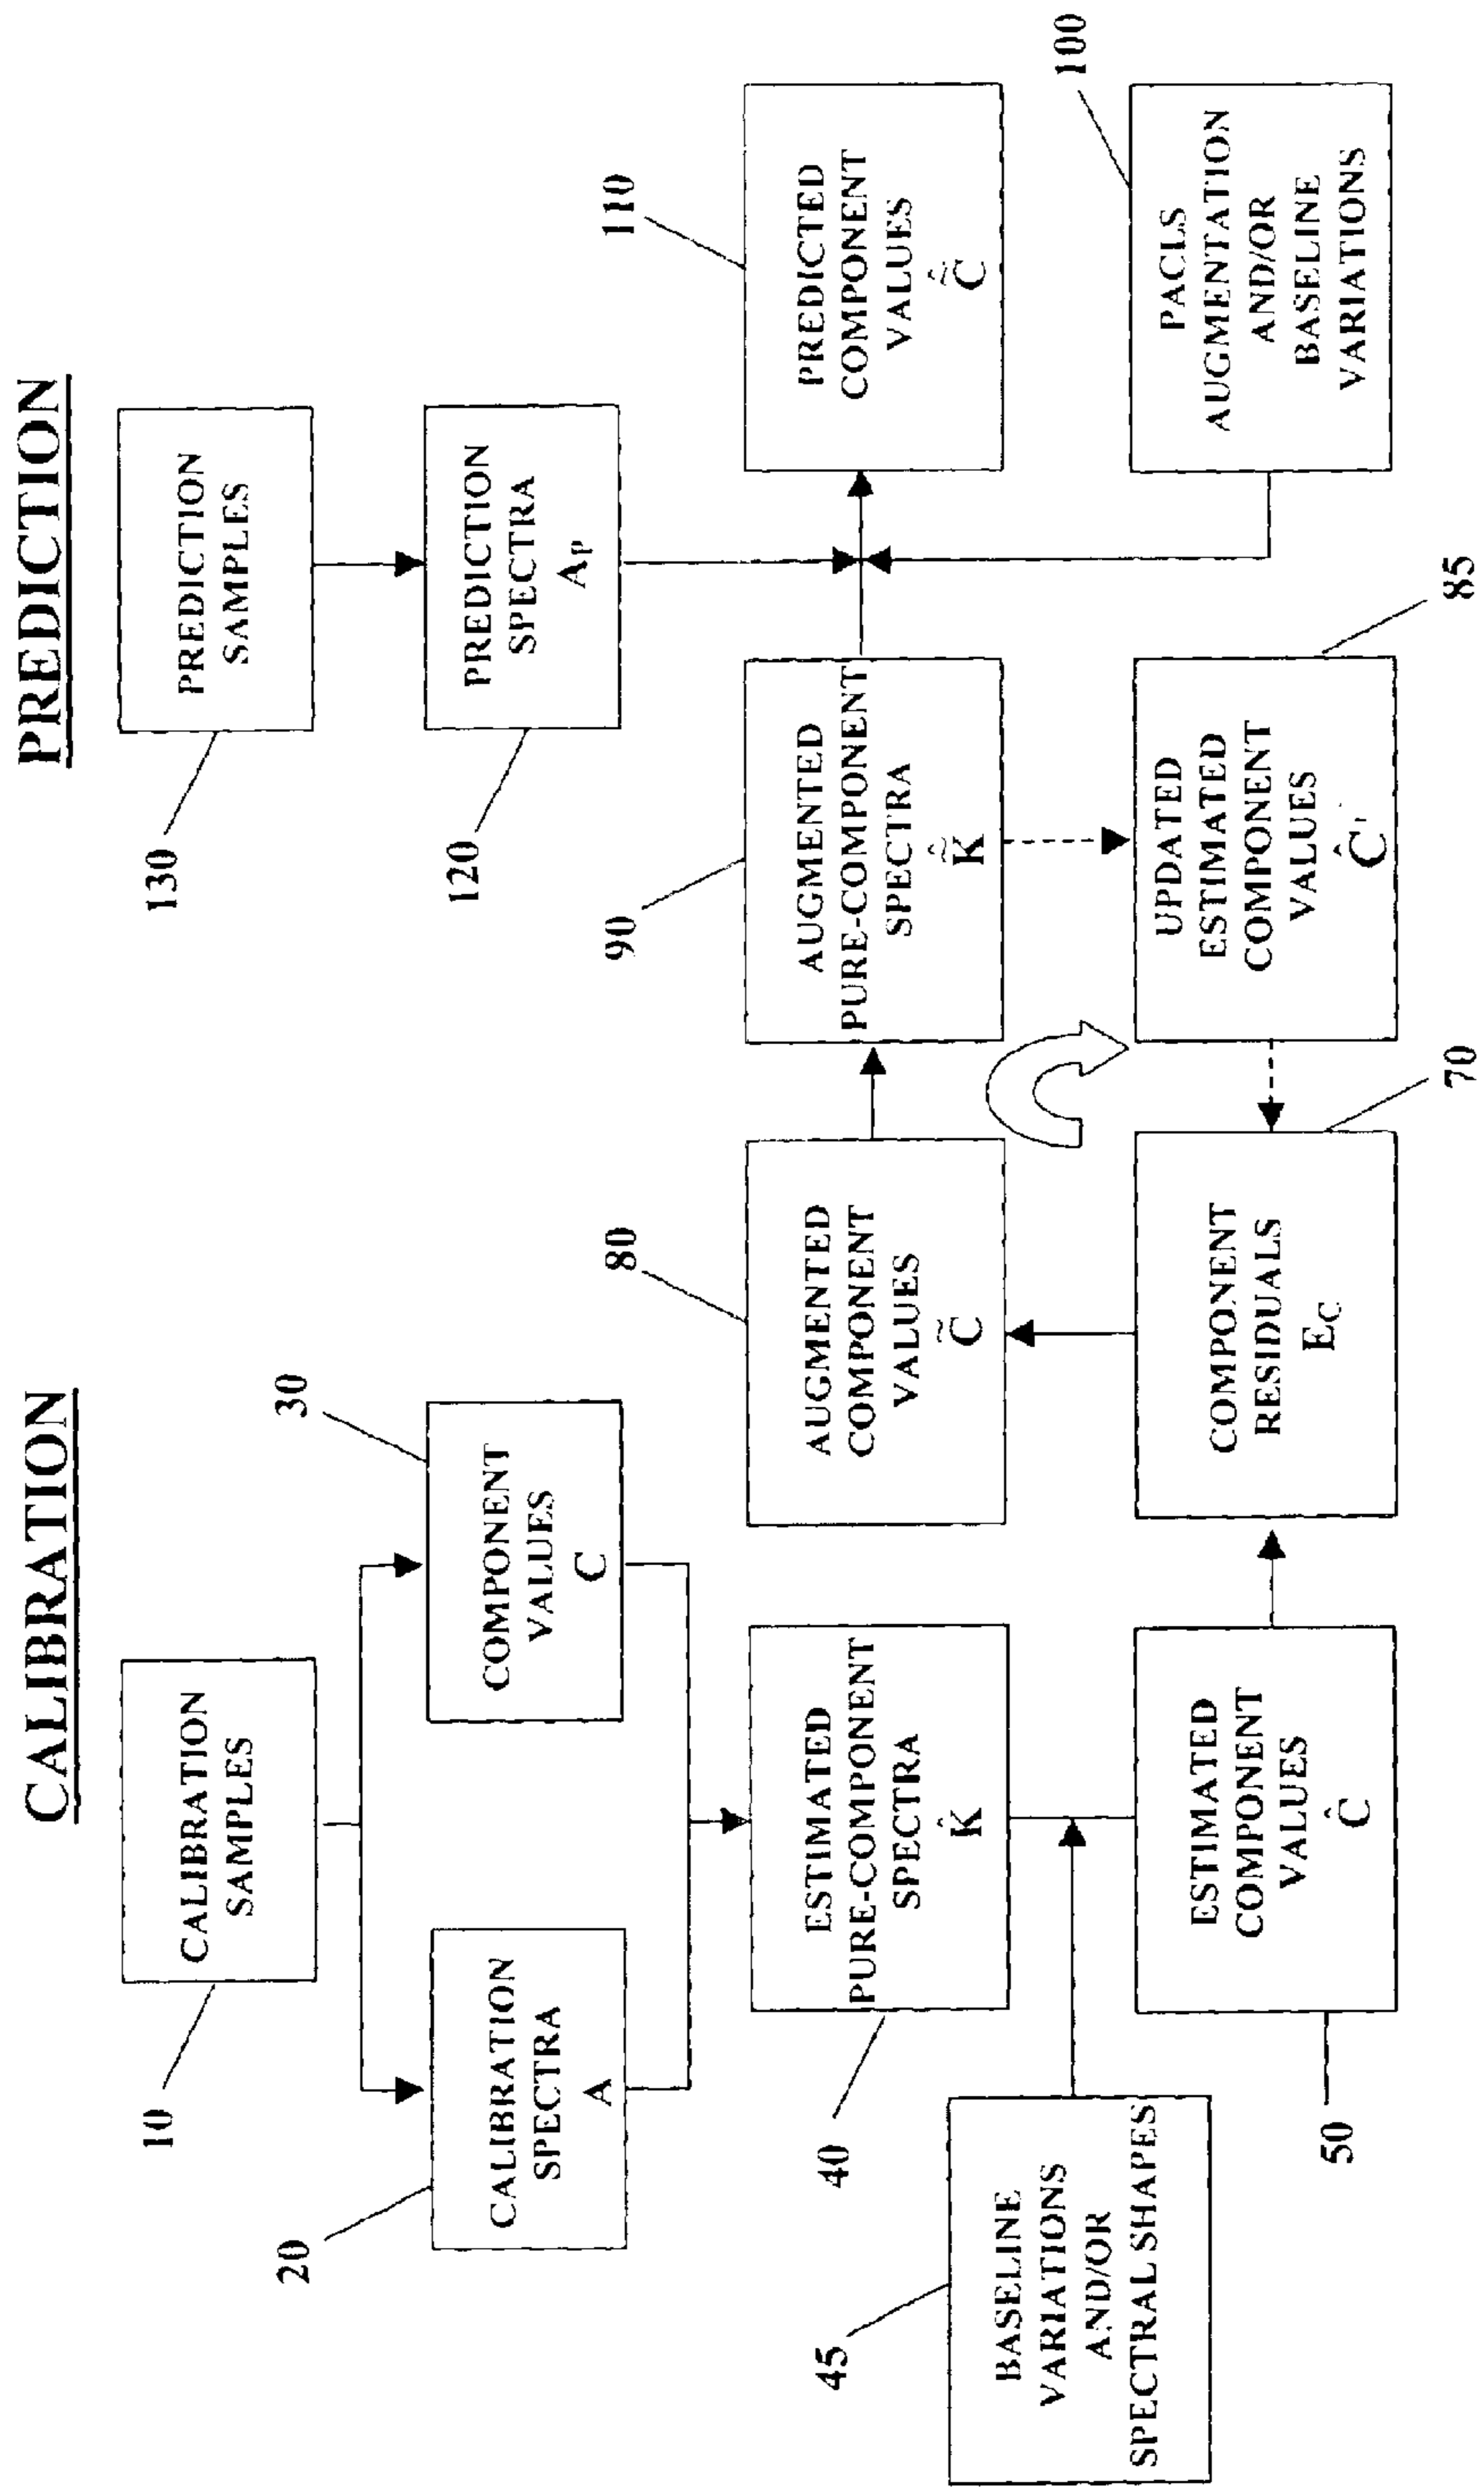 CALIBRATION
10
CALIBRATION
SAMPLES
20
CALIBRATION
SPECTRA
A
30
COMPONENT
VALUES
C
40
ESTIMATED
PURE-COMPONENT
SPECTRA
K̂
45
BASELINE
VARIATIONS
AND/OR
SPECTRAL SHAPES
50
ESTIMATED
COMPONENT
VALUES
Ĉ
70
COMPONENT
RESIDUALS
E_C
80
AUGMENTED
COMPONENT
VALUES
C̃
90
AUGMENTED
PURE-COMPONENT
SPECTRA
K̃̂
85
UPDATED
ESTIMATED
COMPONENT
VALUES
Ĉ'
PREDICTION
130
PREDICTION
SAMPLES
120
PREDICTION
SPECTRA
A_P
110
PREDICTED
COMPONENT
VALUES
C̃̂
100
PACLS
AUGMENTATION
AND/OR
BASELINE
VARIATIONS